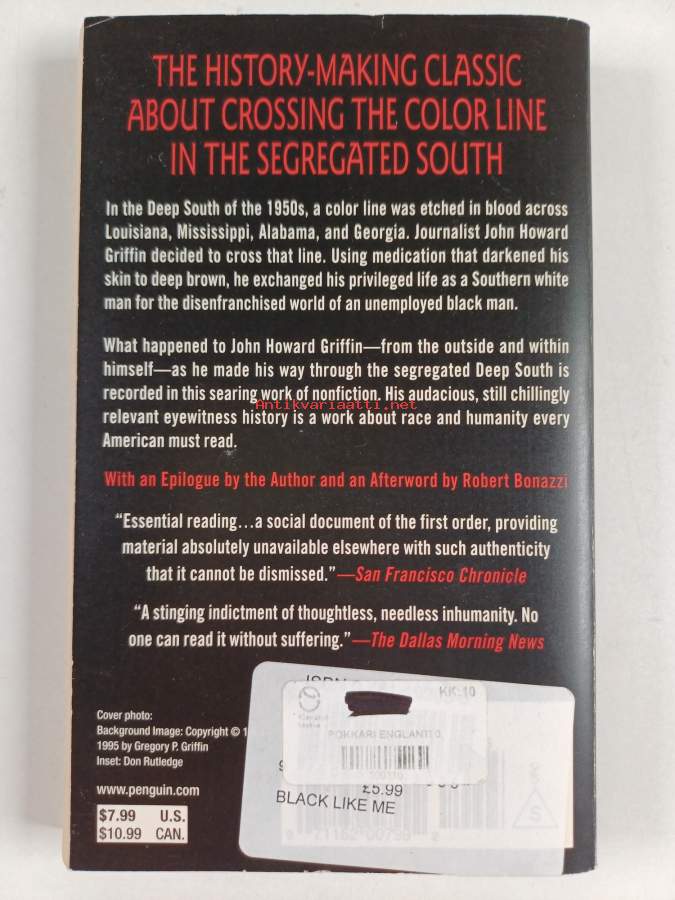 THE HISTORY-MAKING CLASSIC
ABOUT CROSSING THE COLOR LINE
IN THE SEGREGATED SOUTH
In the Deep South of the 1950s, a color line was etched in blood across
Louisiana, Mississippi, Alabama, and Georgia. Journalist John Howard
Griffin decided to cross that line. Using medication that darkened his
skin to deep brown, he exchanged his privileged life as a Southern white
man for the disenfranchised world of an unemployed black man.
What happened to John Howard Griffin—from the outside and within
himself—as he made his way through the segregated Deep South is
recorded in this searing work of nonfiction. His audacious, still chillingly
Antikvariaatti.net
relevant eyewitness history is a work about race and humanity every
American must read.
With an Epilogue by the Author and an Afterword by Robert Bonazzi
“Essential reading...a social document of the first order, providing
material absolutely unavailable elsewhere with such authenticity
that it cannot be dismissed.”—San Francisco Chronicle
“A stinging indictment of thoughtless, needless inhumanity. No
one can read it without suffering.”—The Dallas Morning News
ISBN
KK:10
POKKARI ENGLANTI
£5.99
BLACK LIKE ME
S
Cover photo:
Background Image: Copyright © 1
1995 by Gregory P. Griffin
Inset: Don Rutledge
www.penguin.com
$7.99 U.S.
$10.99 CAN.